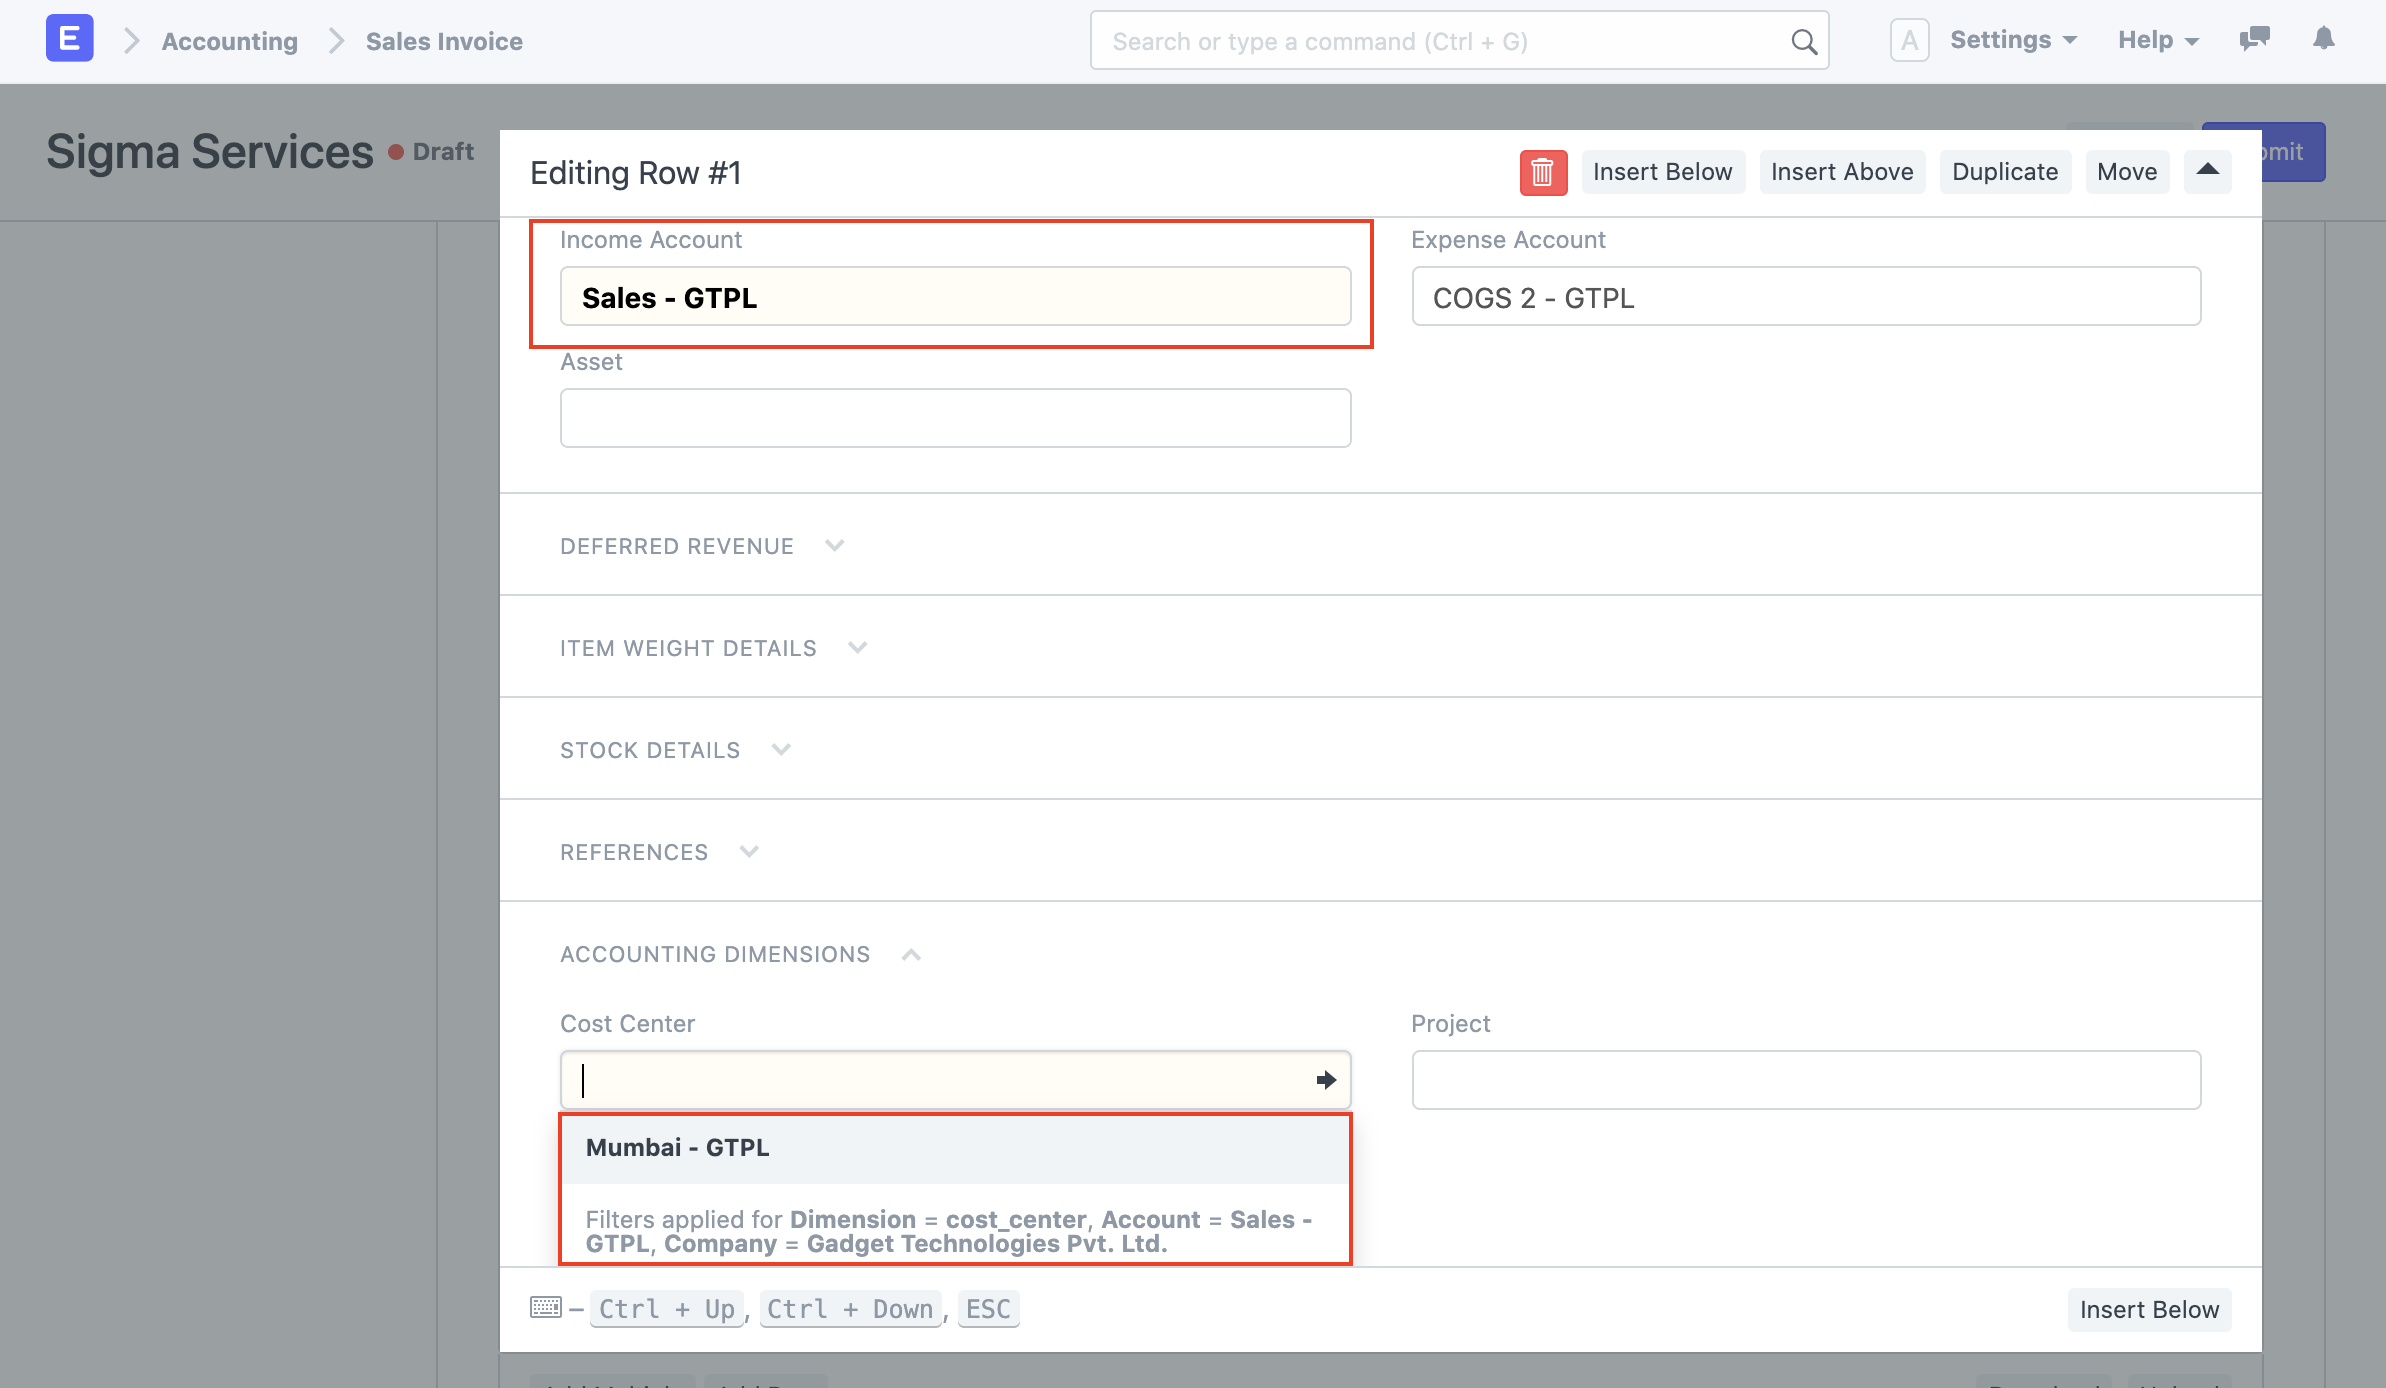 E Accounting Sales Invoice Search or type a command (Ctrl + G) A Settings Help
Sigma Services Draft
Editing Row #1 Insert Below Insert Above Duplicate Move
Income Account Expense Account
Sales - GTPL COGS 2 - GTPL
Asset
DEFERRED REVENUE
ITEM WEIGHT DETAILS
STOCK DETAILS
REFERENCES
ACCOUNTING DIMENSIONS
Cost Center Project
Mumbai - GTPL
Filters applied for Dimension = cost_center, Account = Sales -
GTPL, Company = Gadget Technologies Pvt. Ltd.
– Ctrl + Up, Ctrl + Down, ESC Insert Below